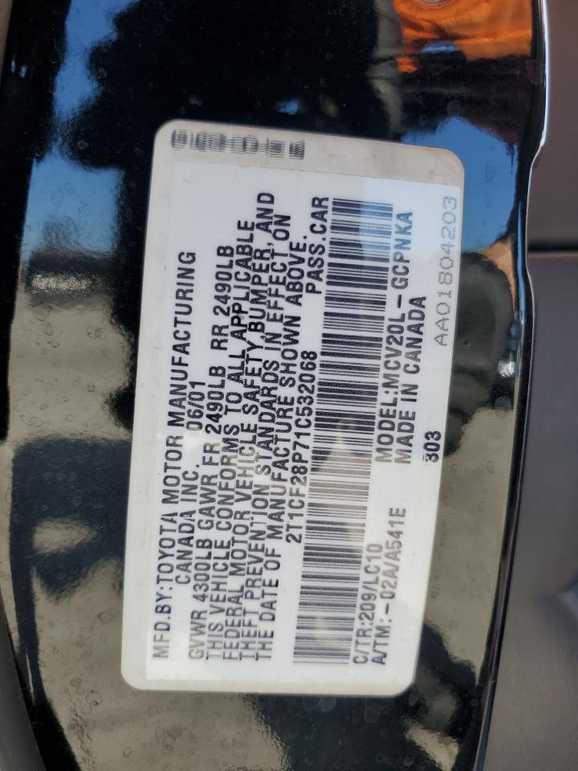 MFD.BY:TOYOTA MOTOR MANUFACTURING
CANADA INC. 06/01
GVWR 4300LB GAWR FR 2490LB RR 2490LB
THIS VEHICLE CONFORMS TO ALL APPLICABLE
FEDERAL MOTOR VEHICLE SAFETY,BUMPER, AND
THEFT PREVENTION STANDARDS IN EFFECT ON
THE DATE OF MANUFACTURE SHOWN ABOVE.
2T1CF28P71C532068 PASS.CAR
C/TR:209/LC10 MODEL:MCV20L-GCPNKA
A/TM:-02A/A541E MADE IN CANADA
303
AA01804203